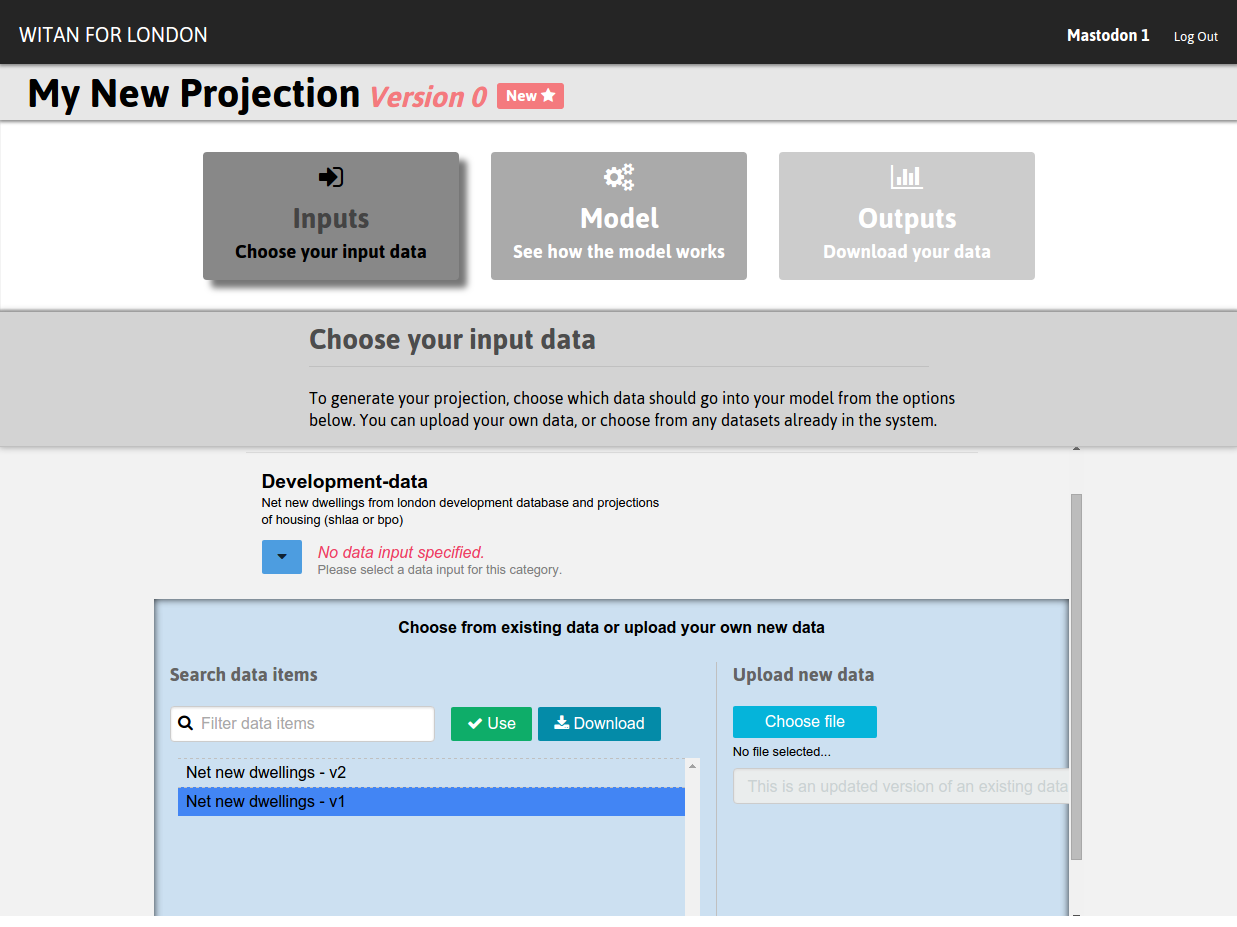 WITAN FOR LONDON
Mastodon 1
Log Out
My New Projection Version 0 New
Inputs
Choose your input data
Model
See how the model works
Outputs
Download your data
Choose your input data
To generate your projection, choose which data should go into your model from the options
below. You can upload your own data, or choose from any datasets already in the system.
Development-data
Net new dwellings from london development database and projections
of housing (shlaa or bpo)
No data input specified.
Please select a data input for this category.
Choose from existing data or upload your own new data
Search data items
Filter data items
Use
Download
Net new dwellings - v2
Net new dwellings - v1
Upload new data
Choose file
No file selected...
This is an updated version of an existing data